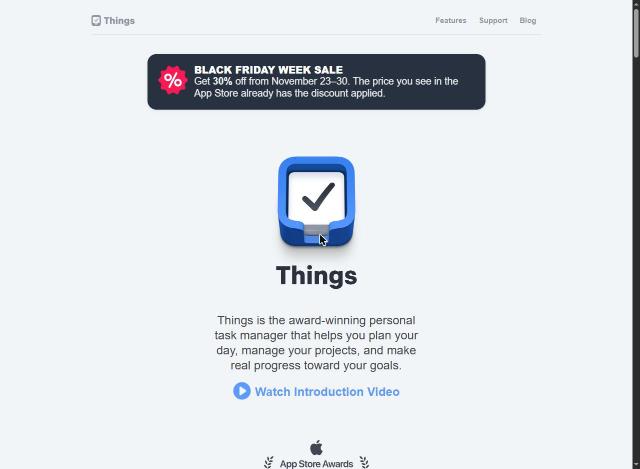 Things
Features Support Blog
BLACK FRIDAY WEEK SALE
Get 30% off from November 23–30. The price you see in the
App Store already has the discount applied.
Things
Things is the award-winning personal
task manager that helps you plan your
day, manage your projects, and make
real progress toward your goals.
Watch Introduction Video
App Store Awards